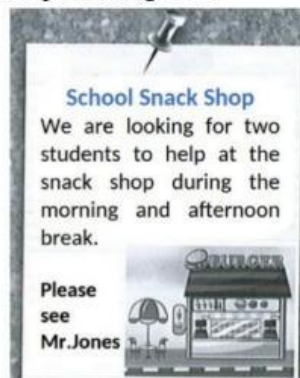 School Snack Shop
We are looking for two
students to help at the
snack shop during the
morning and afternoon
break.
BURGER
Please
see
Mr.Jones